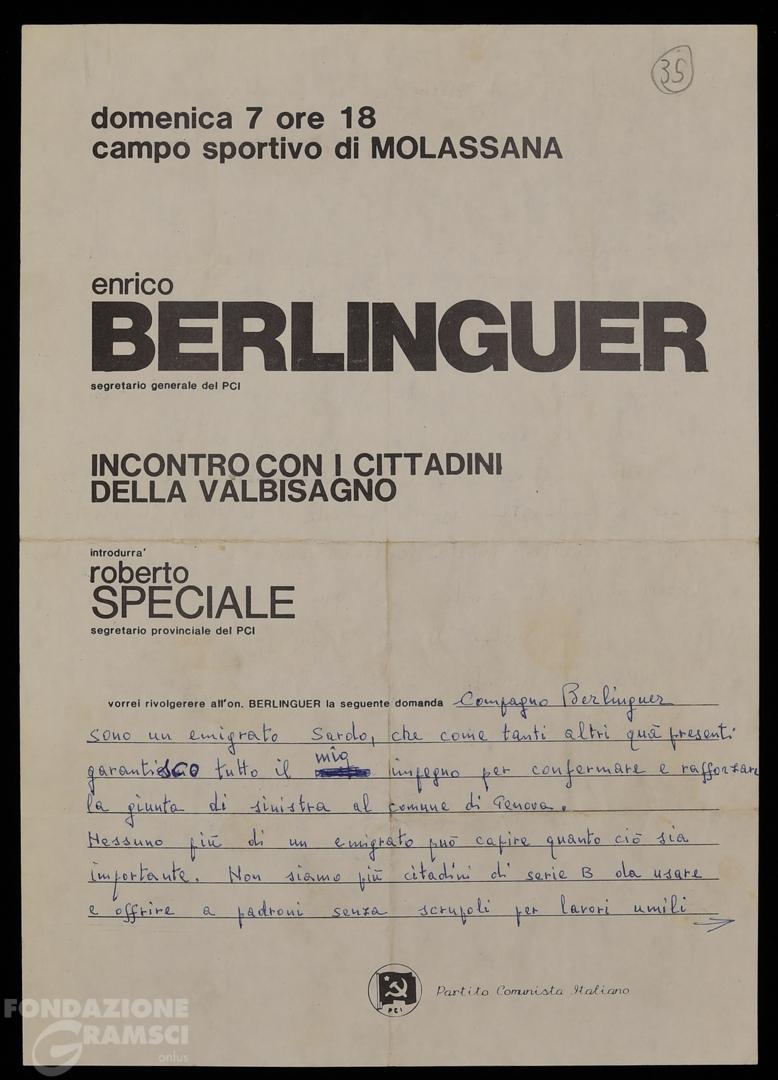 35
domenica 7 ore 18
campo sportivo di MOLASSANA
enrico
BERLINGUER
segretario generale del PCI
INCONTRO CON I CITTADINI
DELLA VALBISAGNO
introdurra'
roberto
SPECIALE
segretario provinciale del PCI
vorrei rivolgerere all'on. BERLINGUER la seguente domanda Compagno Berlinguer
sono un emigrato Sardo, che come tanti altri quà presenti
garantisco tutto il mio impegno per confermare e rafforzare
la giunta di sinistra al comune di Genova.
Nessuno più di un emigrato può capire quanto ciò sia
importante. Non siamo più citadini di serie B da usare
e offrire a padroni senza scrupoli per lavori umili →
PCI
Partito Comunista Italiano
FONDAZIONE
GRAMSCI
onlus